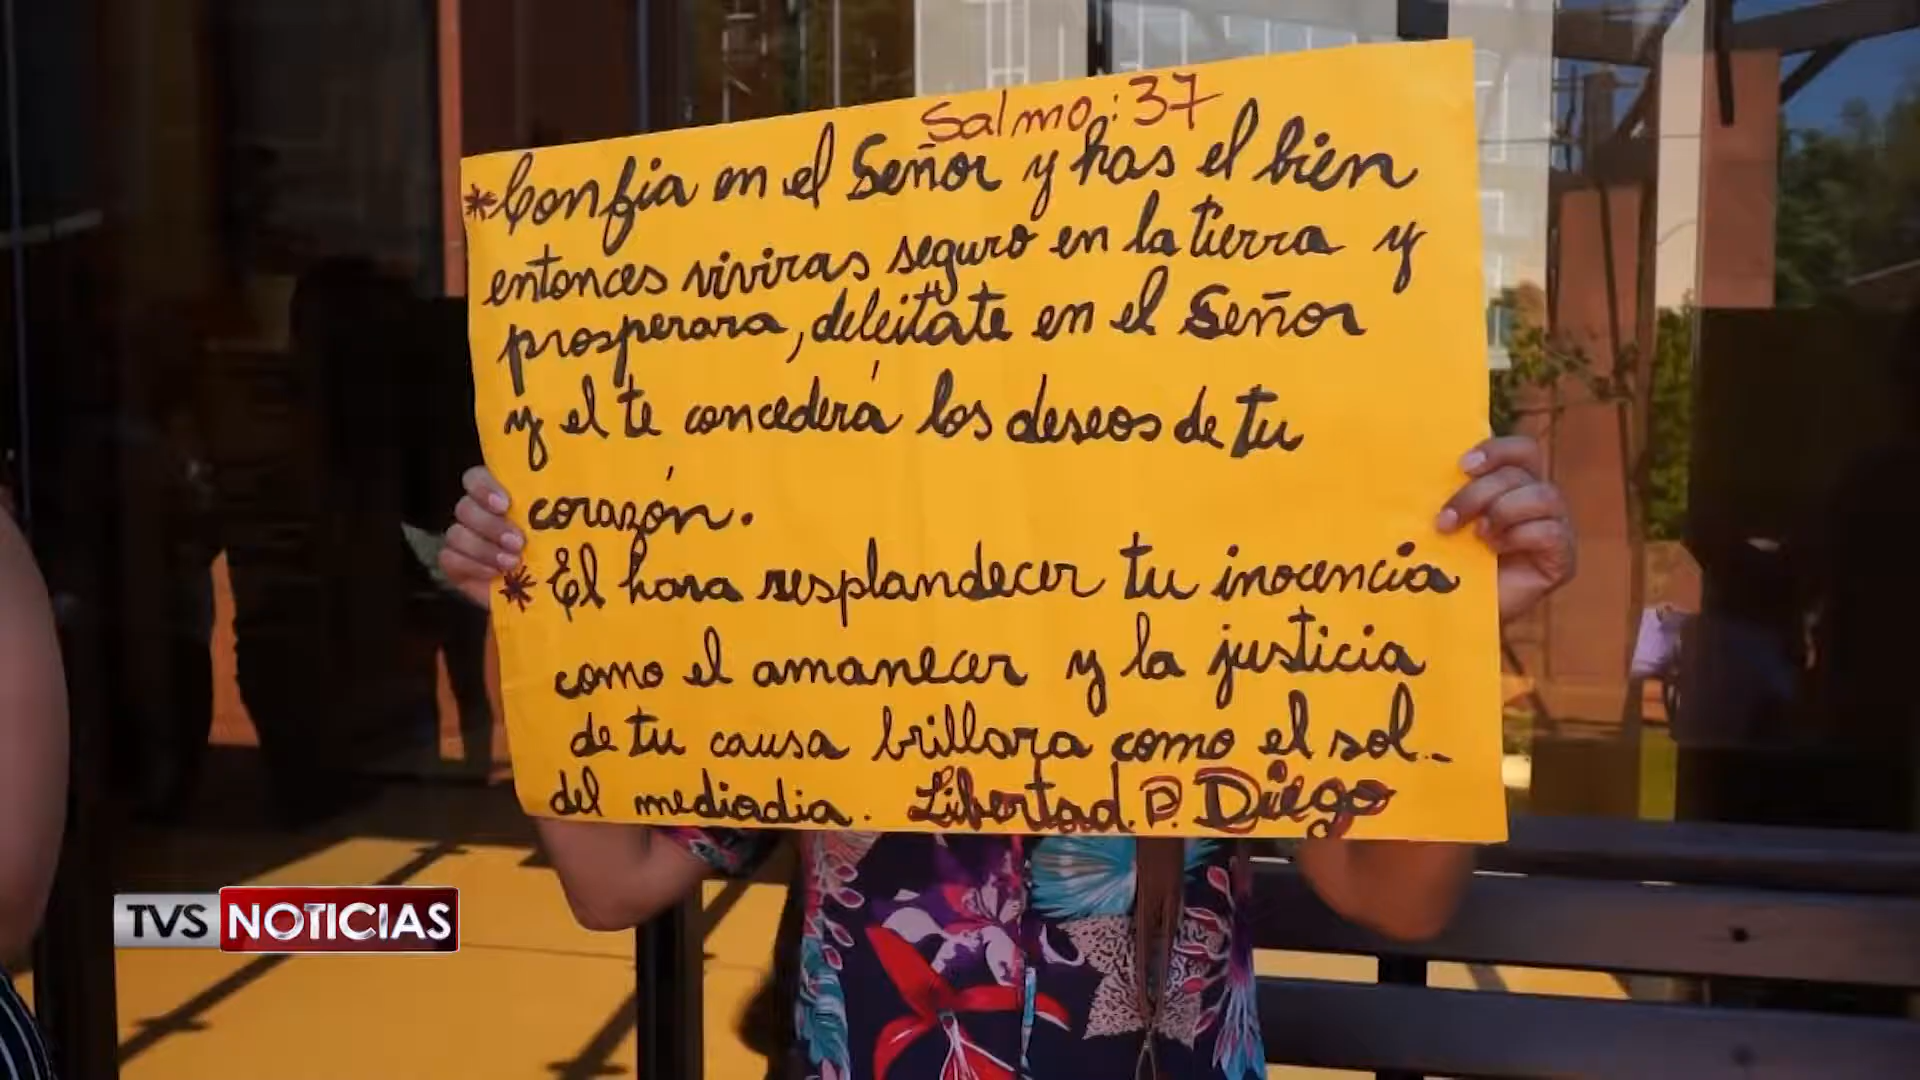 Salmo: 37
*Confia en el Señor y has el bien
entonces viviras seguro en la tierra y
prosperara, deleitate en el Señor
y el te concederá los deseos de tu
corazón.
* El hara resplandecer tu inocencia
como el amanecer y la justicia
de tu causa brillara como el sol
del mediodia. Libertad. P. Diego
TVS NOTICIAS